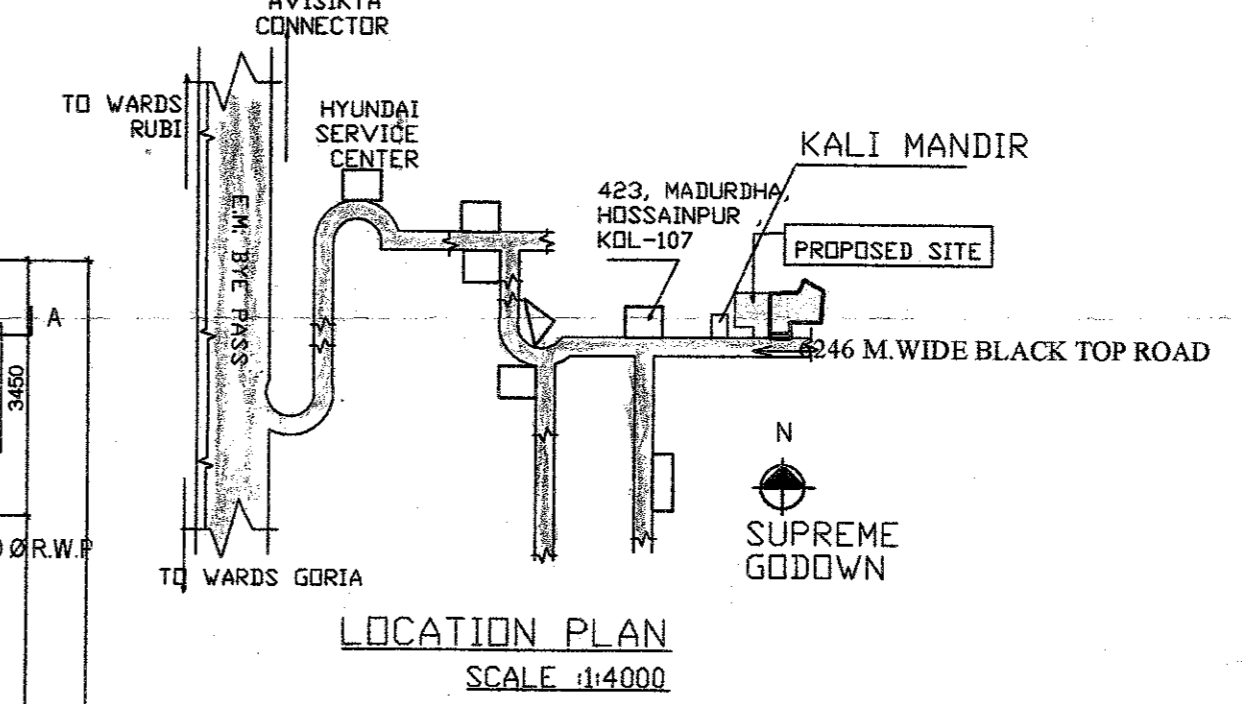 AVISIKTA
CONNECTOR
TO WARDS
RUBI
HYUNDAI
SERVICE
CENTER
KALI MANDIR
423, MADURDHA,
HOSSAINPUR
KOL-107
PROPOSED SITE
E.M. BYE PASS
A
3450
6246 M.WIDE BLACK TOP ROAD
N
SUPREME
GODOWN
Ø R.W.P
TO WARDS GORIA
LOCATION PLAN
SCALE :1:4000